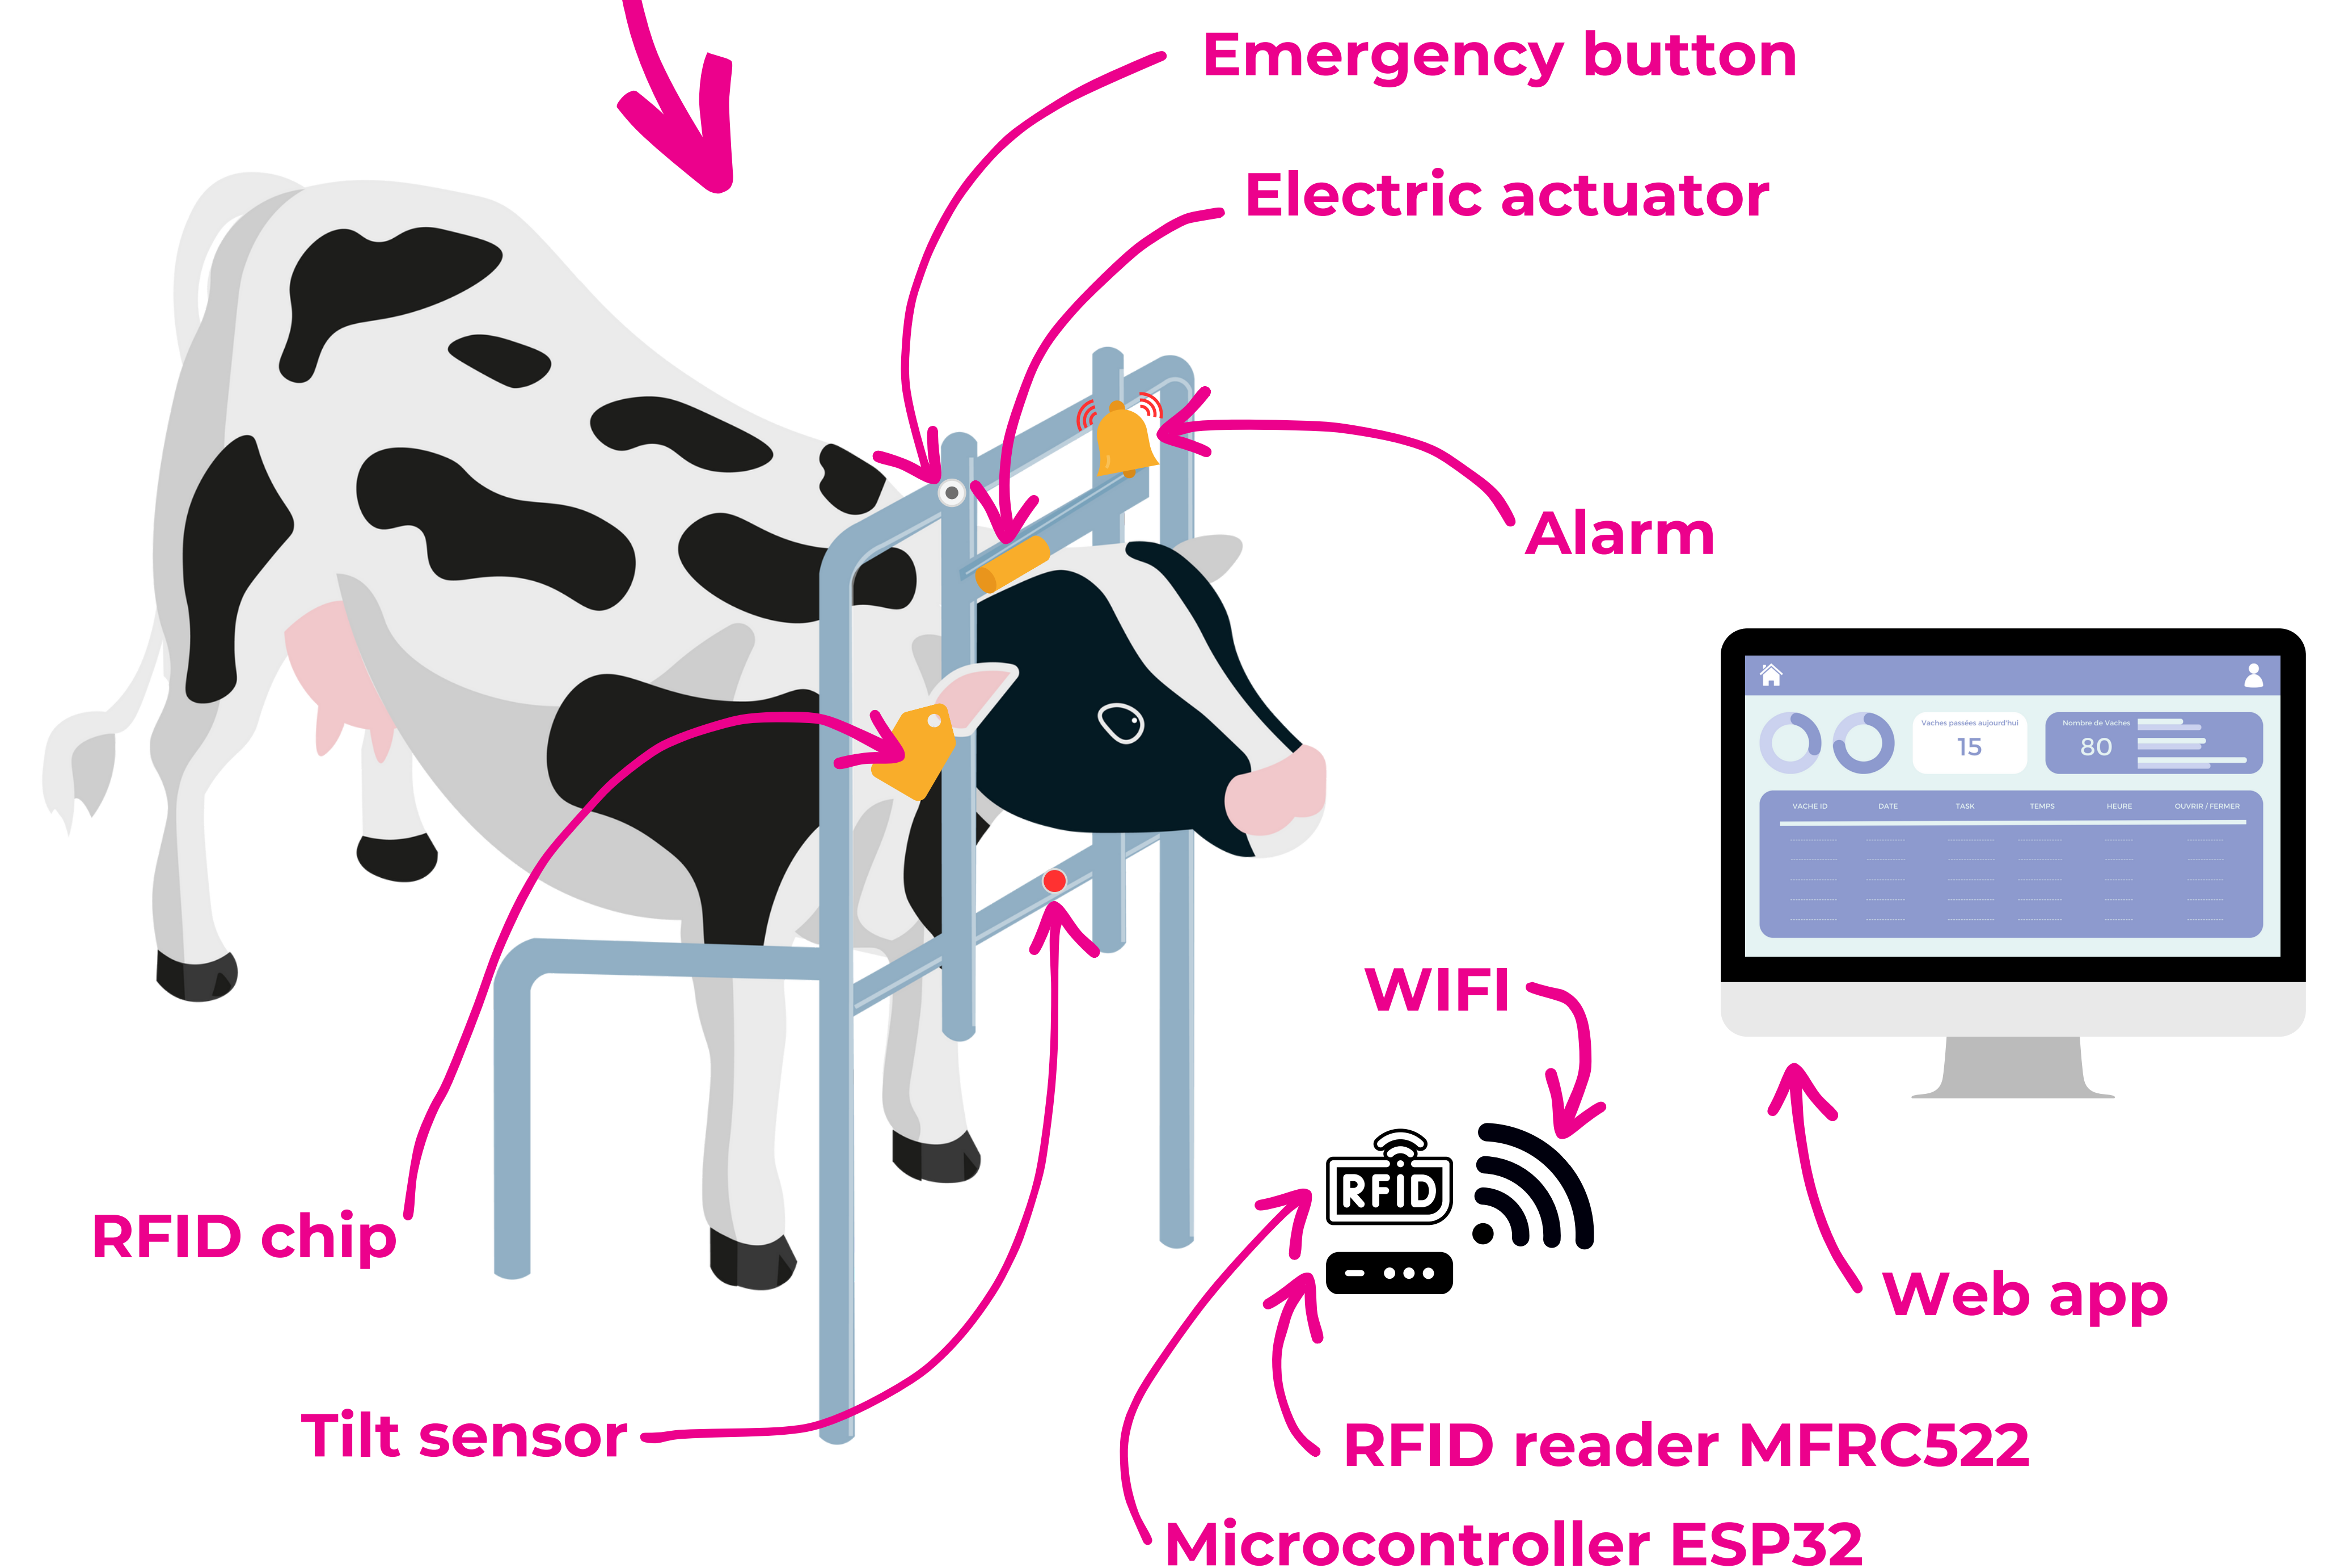 Emergency button
Electric actuator
Alarm
Vaches passées aujourd'hui
15
Nombre de Vaches
80
VACHE ID DATE TASK TEMPS HEURE OUVRIR / FERMER
WIFI
RFiD
RFID chip
Web app
Tilt sensor
RFID reader MFRC522
Microcontroller ESP32